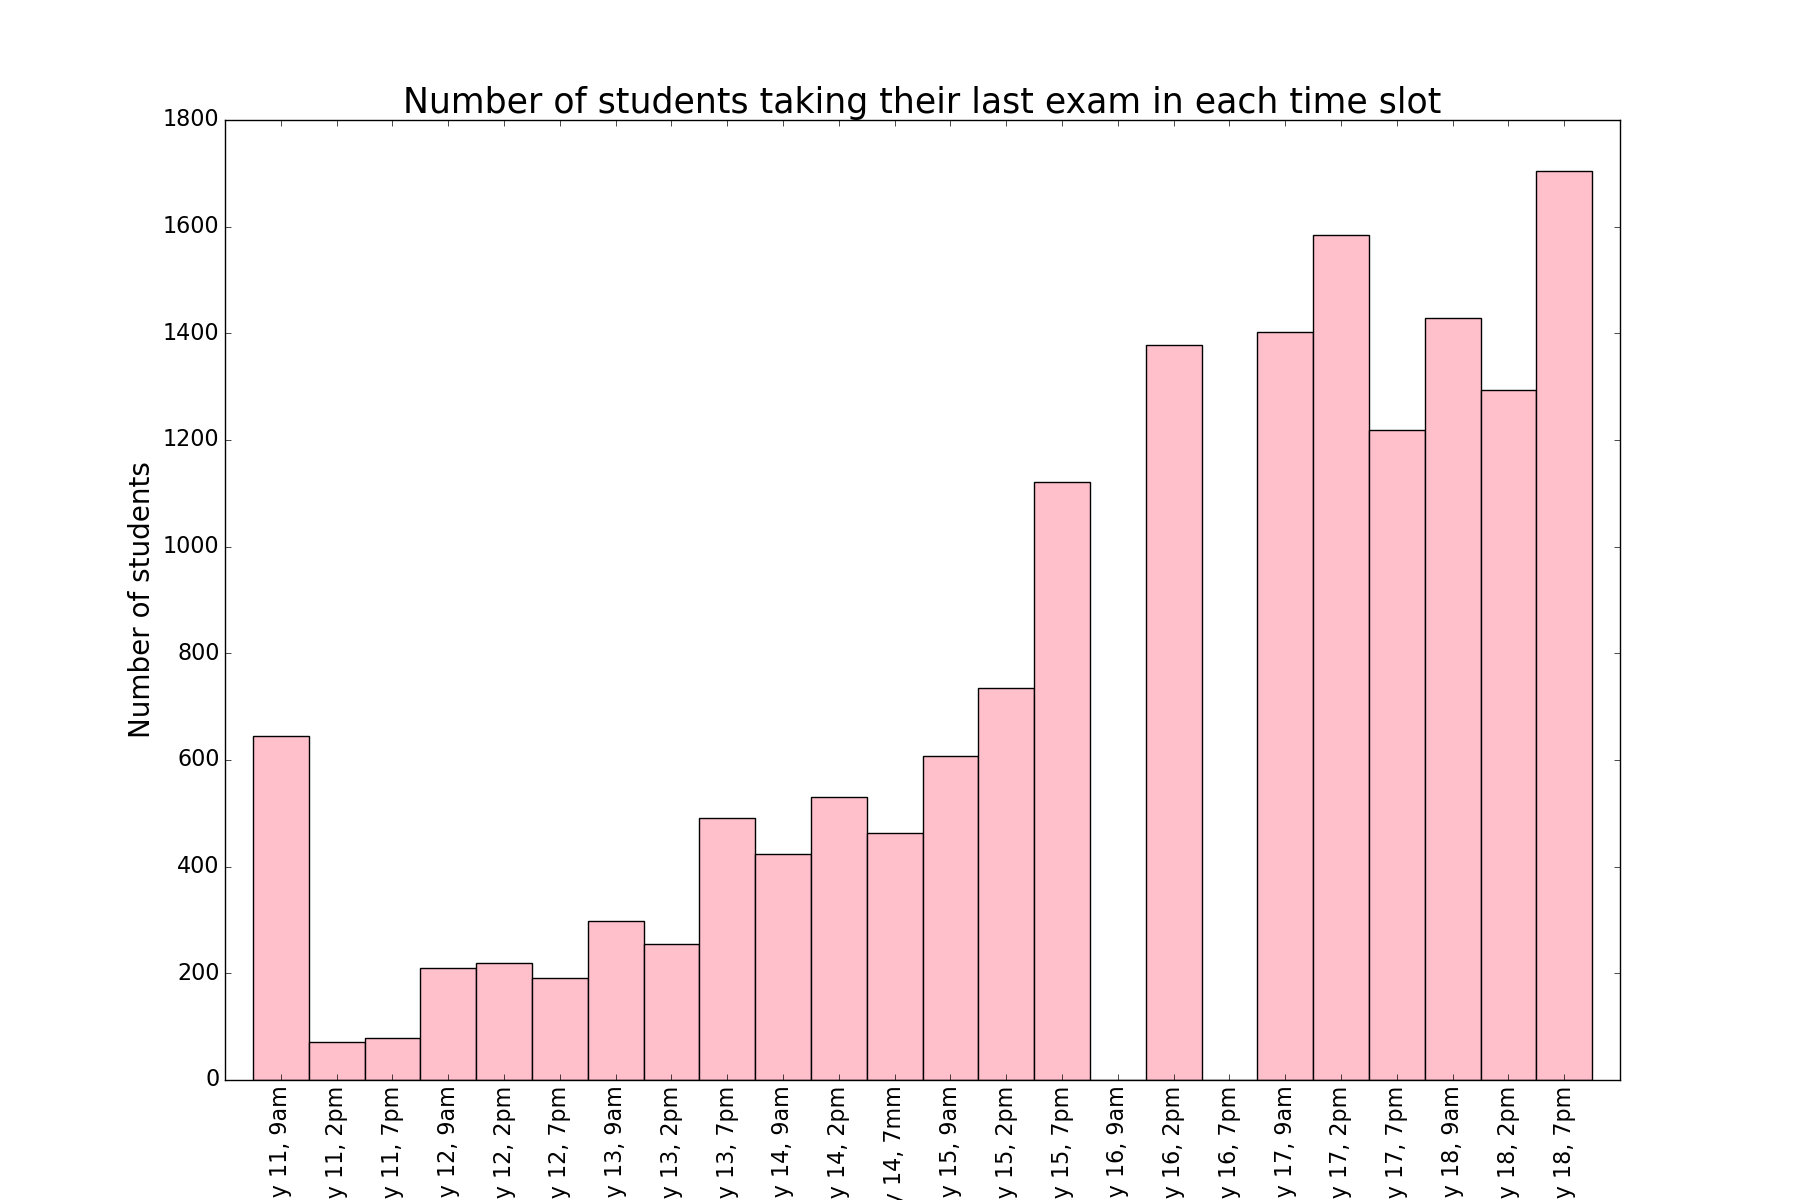 Number of students taking their last exam in each time slot
Number of students
1800
1600
1400
1200
1000
800
600
400
200
0
y 11, 9am
y 11, 2pm
y 11, 7pm
y 12, 9am
y 12, 2pm
y 12, 7pm
y 13, 9am
y 13, 2pm
y 13, 7pm
y 14, 9am
y 14, 2pm
y 14, 7mm
y 15, 9am
y 15, 2pm
y 15, 7pm
y 16, 9am
y 16, 2pm
y 16, 7pm
y 17, 9am
y 17, 2pm
y 17, 7pm
y 18, 9am
y 18, 2pm
y 18, 7pm